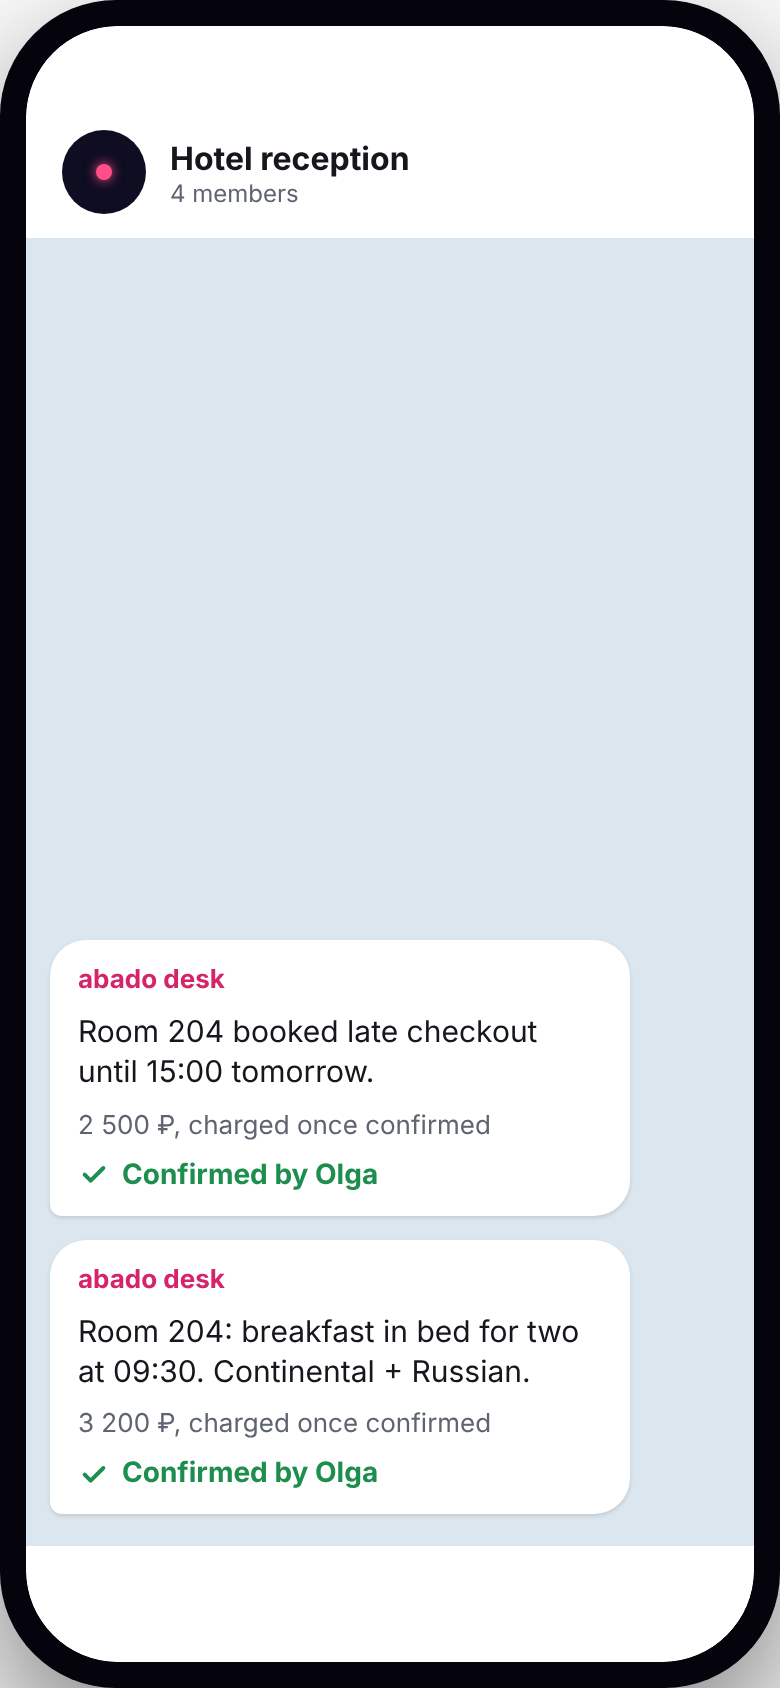 Hotel reception
4 members
abado desk
Room 204 booked late checkout
until 15:00 tomorrow.
2 500 ₽, charged once confirmed
Confirmed by Olga
abado desk
Room 204: breakfast in bed for two
at 09:30. Continental + Russian.
3 200 ₽, charged once confirmed
Confirmed by Olga